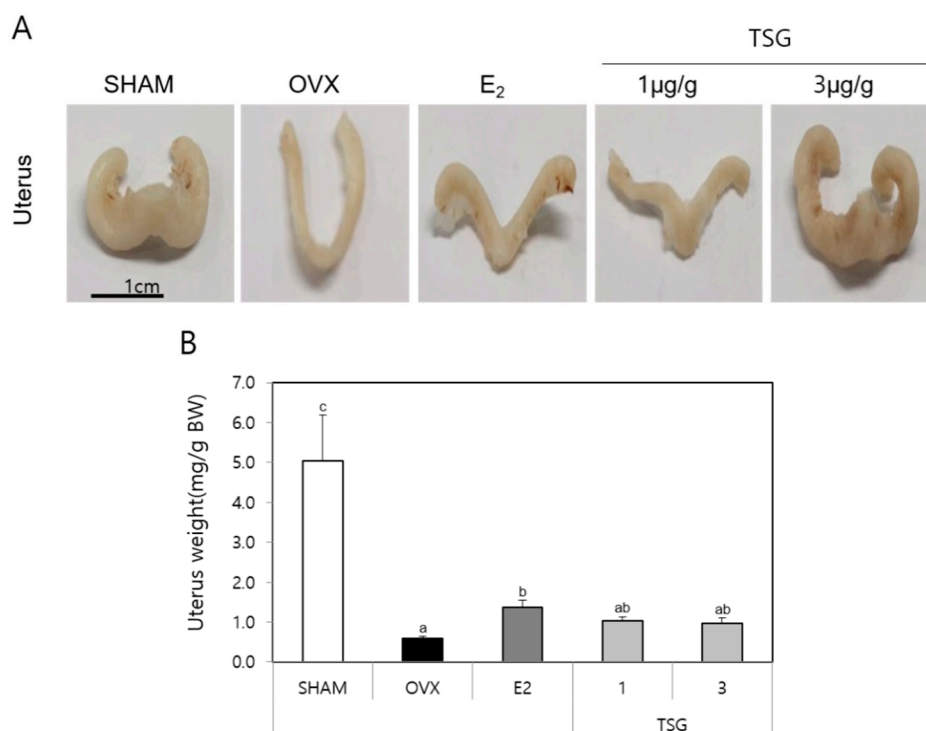 A
TSG
SHAM OVX E₂ 1μg/g 3μg/g
Uterus
1cm
B
Uterus weight(mg/g BW)
7.0
6.0
5.0
4.0
3.0
2.0
1.0
0.0
c
a
b
ab
ab
SHAM OVX E2 1 3
TSG